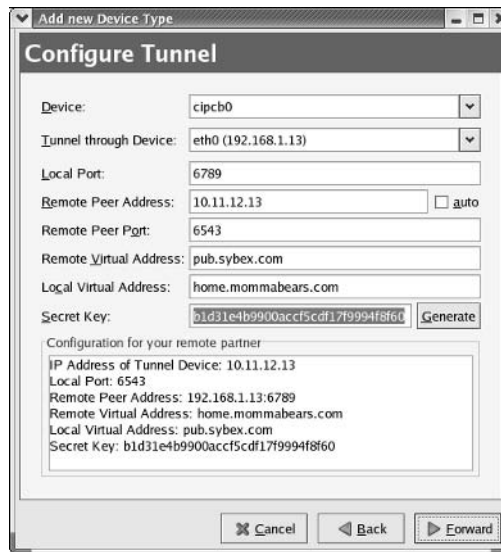 Add new Device Type
Configure Tunnel
Device: cipcb0
Tunnel through Device: eth0 (192.168.1.13)
Local Port: 6789
Remote Peer Address: 10.11.12.13 auto
Remote Peer Port: 6543
Remote Virtual Address: pub.sybex.com
Local Virtual Address: home.mommabears.com
Secret Key: b1d31e4b9900accf5cdf17f9994f8f60 Generate
Configuration for your remote partner
IP Address of Tunnel Device: 10.11.12.13
Local Port: 6543
Remote Peer Address: 192.168.1.13:6789
Remote Virtual Address: home.mommabears.com
Local Virtual Address: pub.sybex.com
Secret Key: b1d31e4b9900accf5cdf17f9994f8f60
Cancel Back Forward